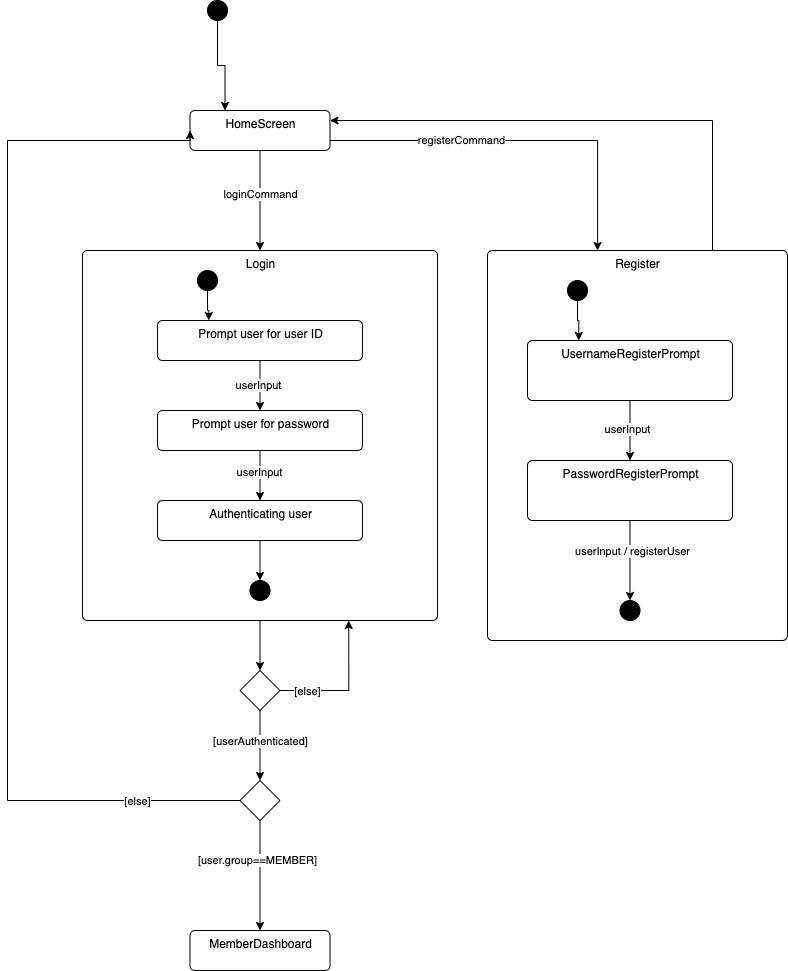 HomeScreen
registerCommand
loginCommand
Login
Register
Prompt user for user ID
UsernameRegisterPrompt
userInput
Prompt user for password
userInput
userInput
PasswordRegisterPrompt
Authenticating user
userInput / registerUser
[else]
[userAuthenticated]
[else]
[user.group==MEMBER]
MemberDashboard